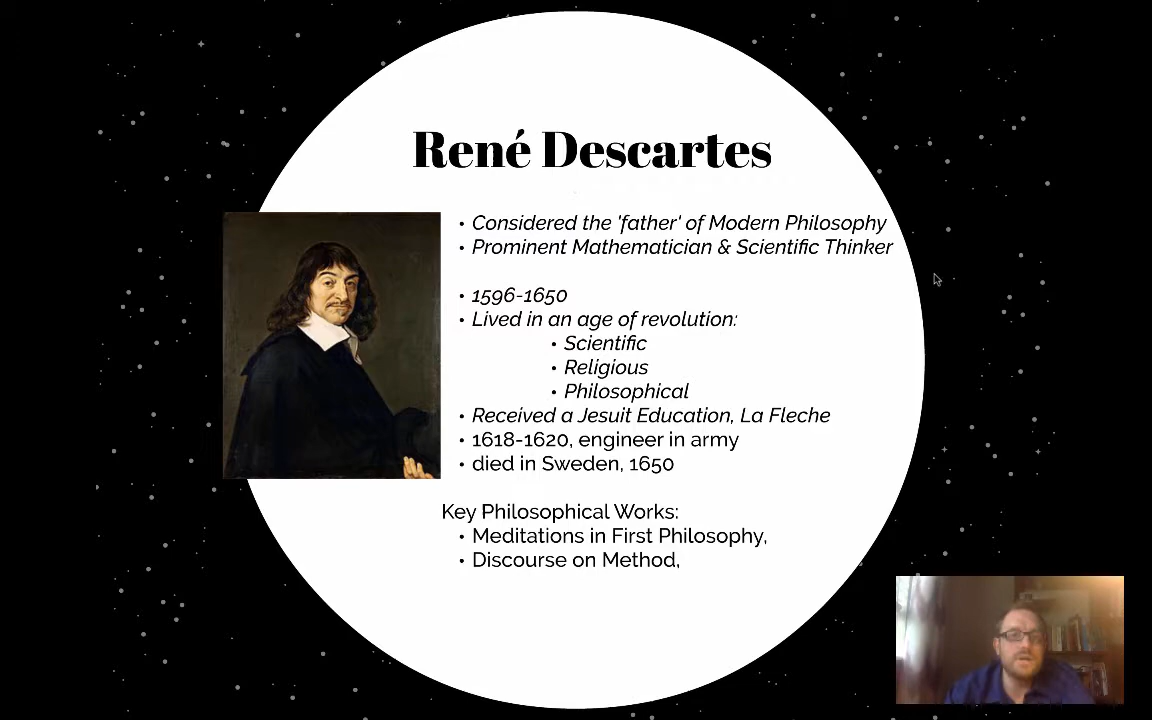 René Descartes
• Considered the 'father' of Modern Philosophy
• Prominent Mathematician & Scientific Thinker
• 1596-1650
• Lived in an age of revolution:
• Scientific
• Religious
• Philosophical
• Received a Jesuit Education, La Fleche
• 1618-1620, engineer in army
• died in Sweden, 1650
Key Philosophical Works:
• Meditations in First Philosophy,
• Discourse on Method,